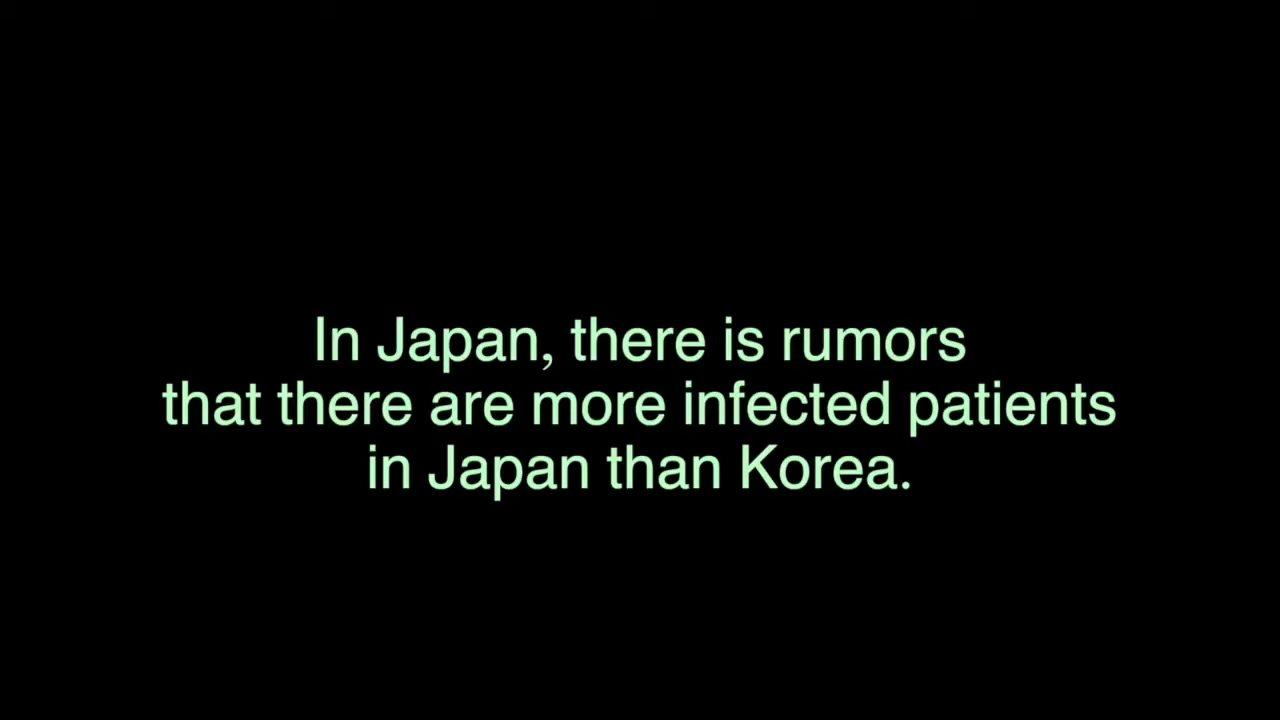 In Japan, there is rumors
that there are more infected patients
in Japan than Korea.